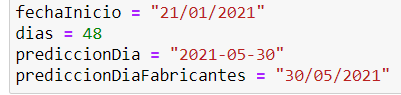 fechaInicio = "21/01/2021"
dias = 48
prediccionDia = "2021-05-30"
prediccionDiaFabricantes = "30/05/2021"